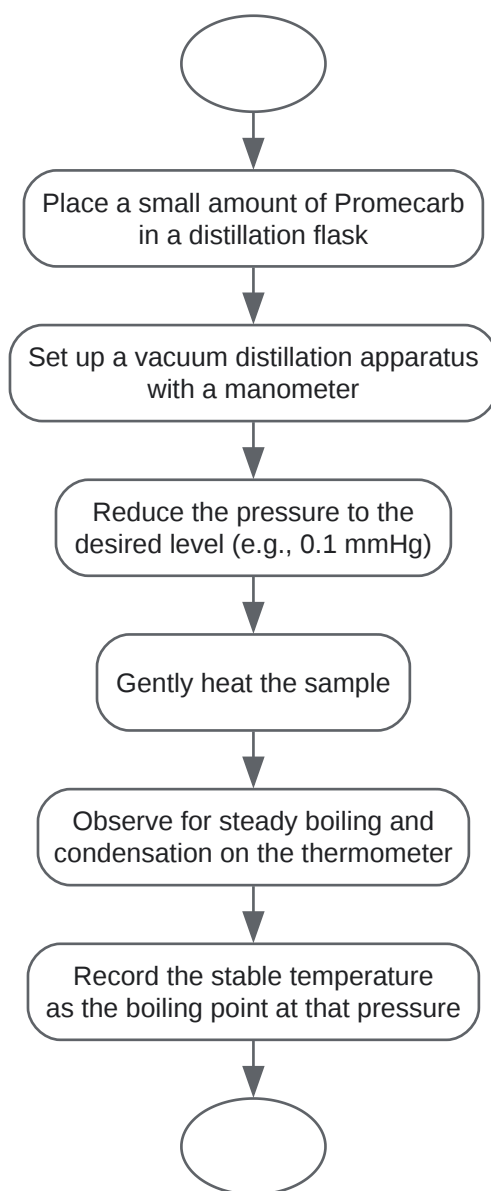 Place a small amount of Promecarb
in a distillation flask
Set up a vacuum distillation apparatus
with a manometer
Reduce the pressure to the
desired level (e.g., 0.1 mmHg)
Gently heat the sample
Observe for steady boiling and
condensation on the thermometer
Record the stable temperature
as the boiling point at that pressure